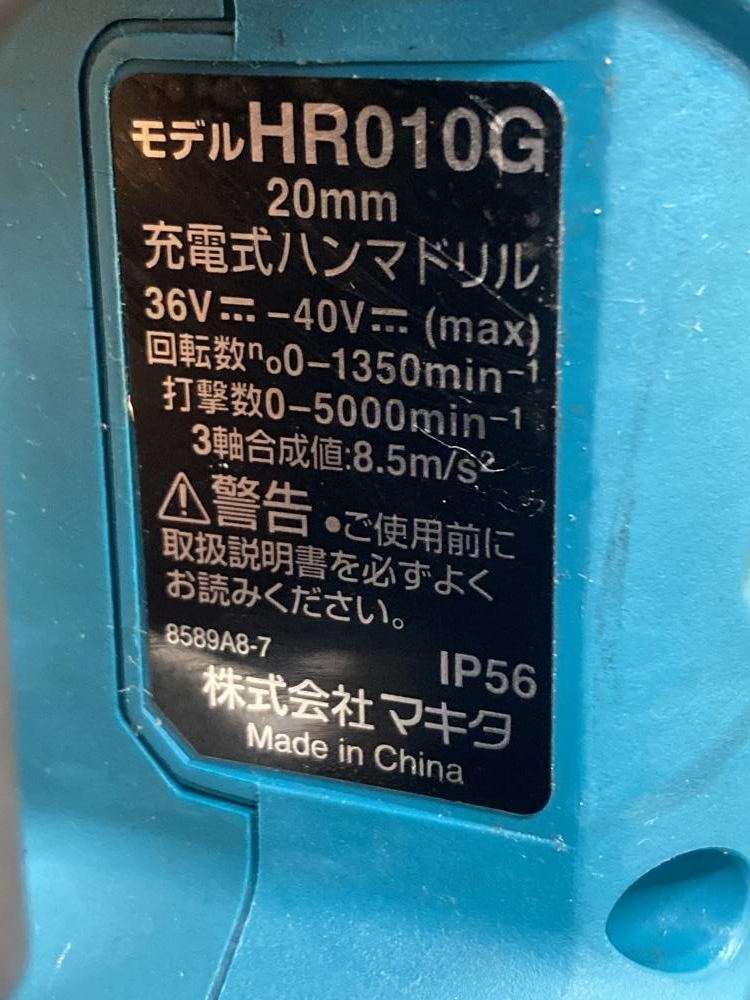 モデルHR010G
20mm
充電式ハンマドリル
36V⎓-40V⎓(max)
回転数n₀0-1350min⁻¹
打撃数0-5000min⁻¹
3軸合成値:8.5m/s²
⚠警告 •ご使用前に
取扱説明書を必ずよく
お読みください。
8589A8-7
IP56
株式会社マキタ
Made in China